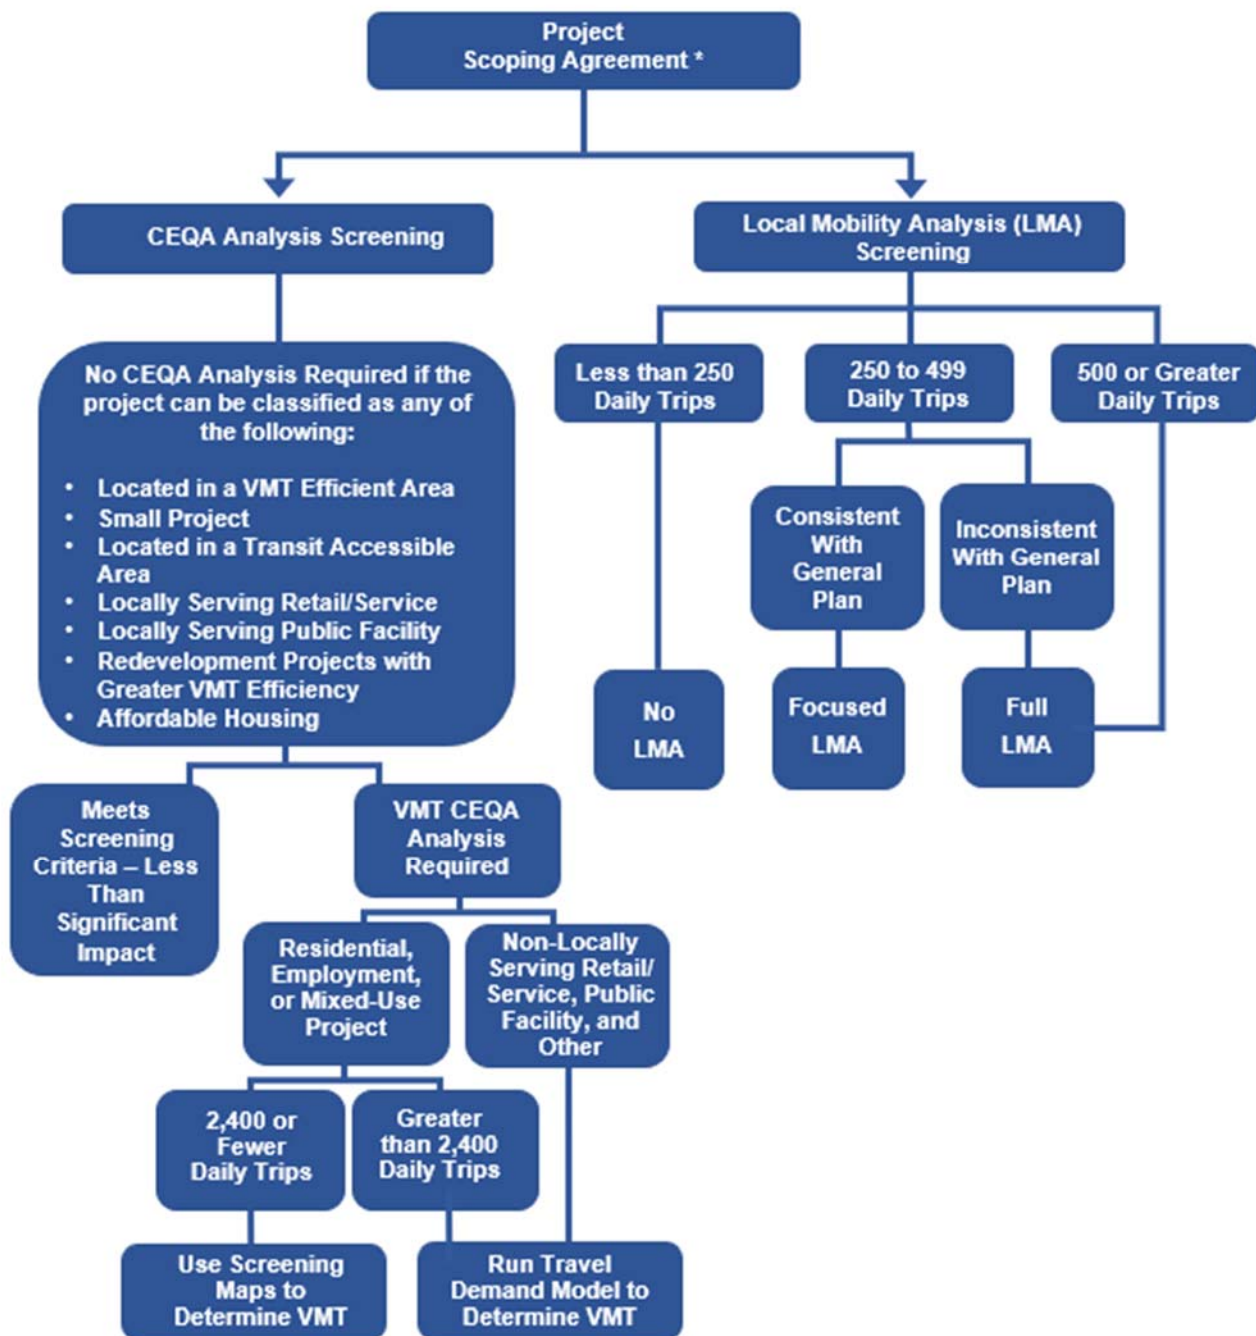 Project
Scoping Agreement *
CEQA Analysis Screening
Local Mobility Analysis (LMA)
Screening
No CEQA Analysis Required if the
project can be classified as any of
the following:
• Located in a VMT Efficient Area
• Small Project
• Located in a Transit Accessible
Area
• Locally Serving Retail/Service
• Locally Serving Public Facility
• Redevelopment Projects with
Greater VMT Efficiency
• Affordable Housing
Less than 250
Daily Trips
250 to 499
Daily Trips
500 or Greater
Daily Trips
Consistent
With
General
Plan
Inconsistent
With General
Plan
No
LMA
Focused
LMA
Full
LMA
Meets
Screening
Criteria – Less
Than
Significant
Impact
VMT CEQA
Analysis
Required
Residential,
Employment,
or Mixed-Use
Project
Non-Locally
Serving Retail/
Service, Public
Facility, and
Other
2,400 or
Fewer
Daily Trips
Greater
than 2,400
Daily Trips
Use Screening
Maps to
Determine VMT
Run Travel
Demand Model to
Determine VMT